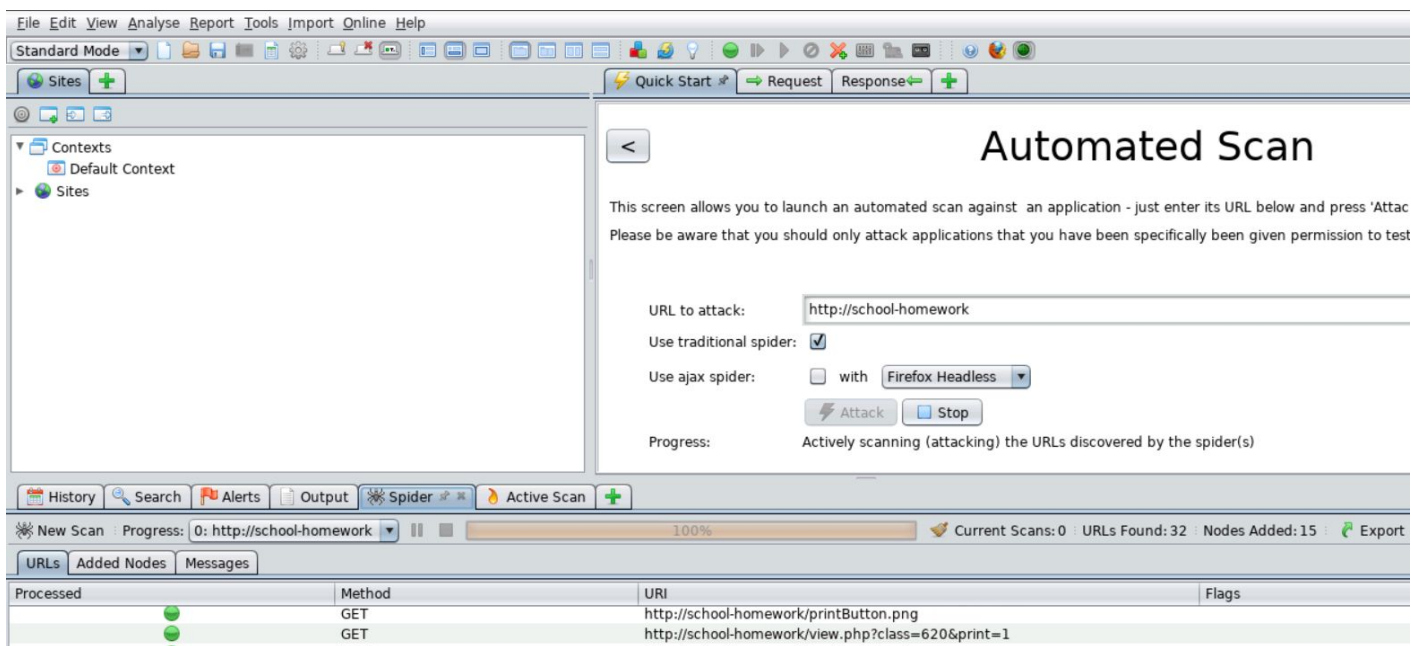 File Edit View Analyse Report Tools Import Online Help
Standard Mode
Sites
Quick Start Request Response
Contexts
Default Context
Sites
<
Automated Scan
This screen allows you to launch an automated scan against an application - just enter its URL below and press 'Attac
Please be aware that you should only attack applications that you have been specifically been given permission to test
URL to attack: http://school-homework
Use traditional spider:
Use ajax spider: with Firefox Headless
Attack Stop
Progress: Actively scanning (attacking) the URLs discovered by the spider(s)
History Search Alerts Output Spider Active Scan
New Scan Progress: 0: http://school-homework 100% Current Scans: 0 URLs Found: 32 Nodes Added: 15 Export
URLs Added Nodes Messages
Processed Method URI Flags
GET http://school-homework/printButton.png
GET http://school-homework/view.php?class=620&print=1